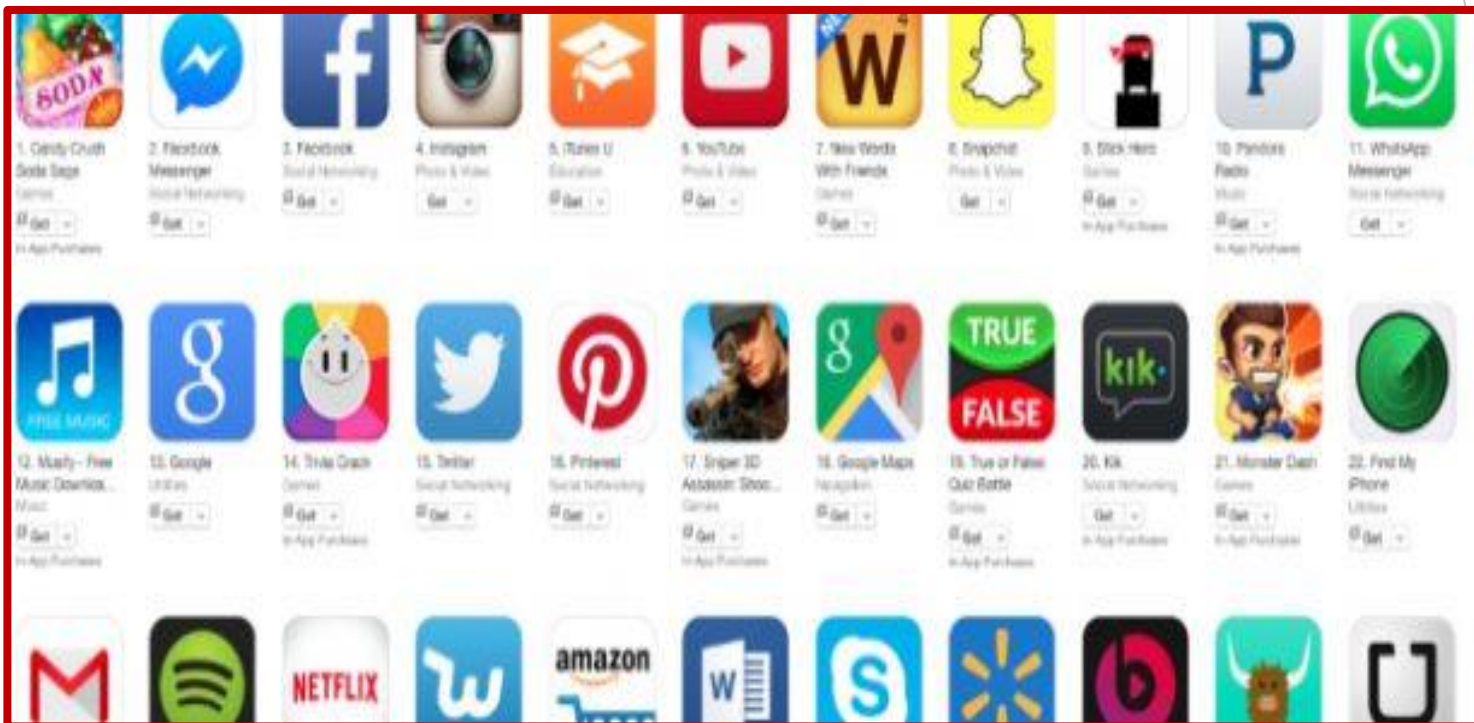 SODA
f
NEW
W
P
1. Candy Crush Soda Saga
Games
Get
In-App Purchases
2. Facebook Messenger
Social Networking
Get
3. Facebook
Social Networking
Get
4. Instagram
Photo & Video
Get
5. iTunes U
Education
Get
6. YouTube
Photo & Video
Get
7. New Words With Friends
Games
Get
8. Snapchat
Photo & Video
Get
9. Stick Hero
Games
Get
In-App Purchases
10. Pandora Radio
Music
Get
In-App Purchases
11. WhatsApp Messenger
Social Networking
Get
FREE MUSIC
g
g
TRUE
FALSE
kik
12. Musify - Free Music Downloa...
Music
Get
In-App Purchases
13. Google
Utilities
Get
14. Trivia Crack
Games
Get
In-App Purchases
15. Twitter
Social Networking
Get
16. Pinterest
Social Networking
Get
17. Sniper 3D Assassin: Shoo...
Games
Get
In-App Purchases
18. Google Maps
Navigation
Get
19. True or False Quiz Battle
Games
Get
In-App Purchases
20. Kik
Social Networking
Get
In-App Purchases
21. Monster Dash
Games
Get
In-App Purchases
22. Find My iPhone
Utilities
Get
NETFLIX
w
amazon
W
S
b
U